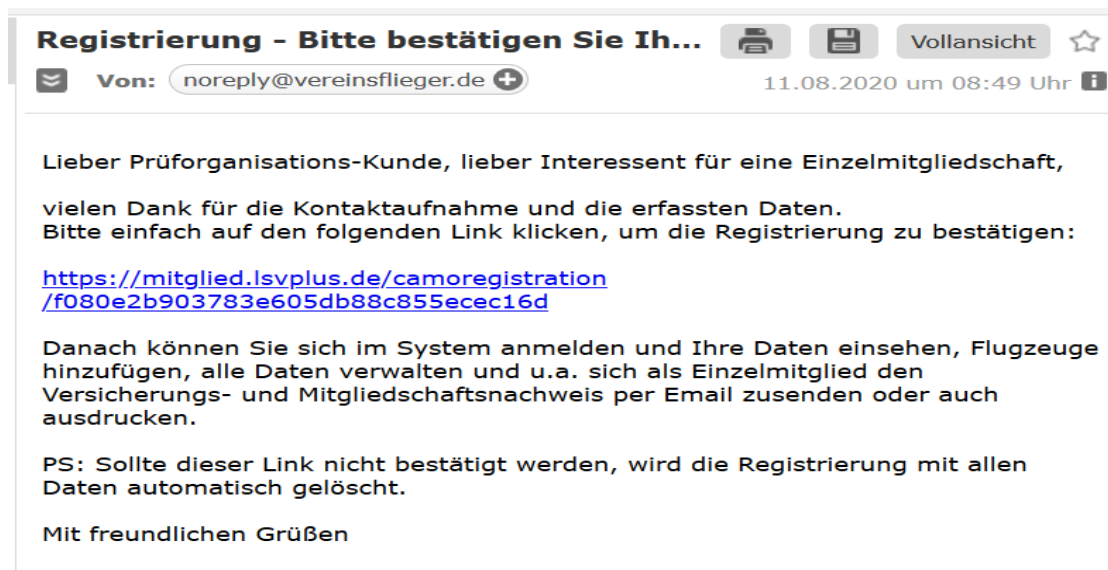 Registrierung - Bitte bestätigen Sie Ih...
Vollansicht
Von: noreply@vereinsflieger.de
11.08.2020 um 08:49 Uhr
Lieber Prüforganisations-Kunde, lieber Interessent für eine Einzelmitgliedschaft,
vielen Dank für die Kontaktaufnahme und die erfassten Daten.
Bitte einfach auf den folgenden Link klicken, um die Registrierung zu bestätigen:
https://mitglied.lsvplus.de/camoregistration
/f080e2b903783e605db88c855ecec16d
Danach können Sie sich im System anmelden und Ihre Daten einsehen, Flugzeuge
hinzufügen, alle Daten verwalten und u.a. sich als Einzelmitglied den
Versicherungs- und Mitgliedschaftsnachweis per Email zusenden oder auch
ausdrucken.
PS: Sollte dieser Link nicht bestätigt werden, wird die Registrierung mit allen
Daten automatisch gelöscht.
Mit freundlichen Grüßen